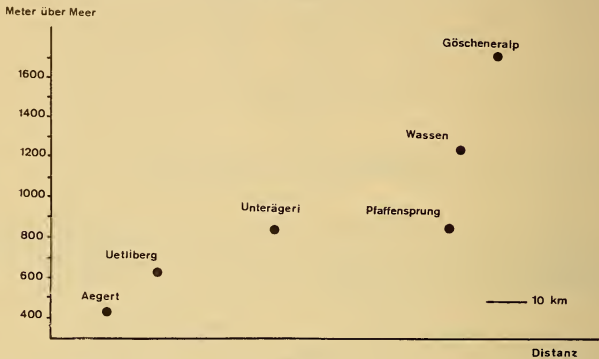 Meter über Meer
Göscheneralp
1600
1400
Wassen
1200
1000
Unterägeri
Pfaffensprung
800
Uetliberg
600
Aegert
10 km
400
Distanz